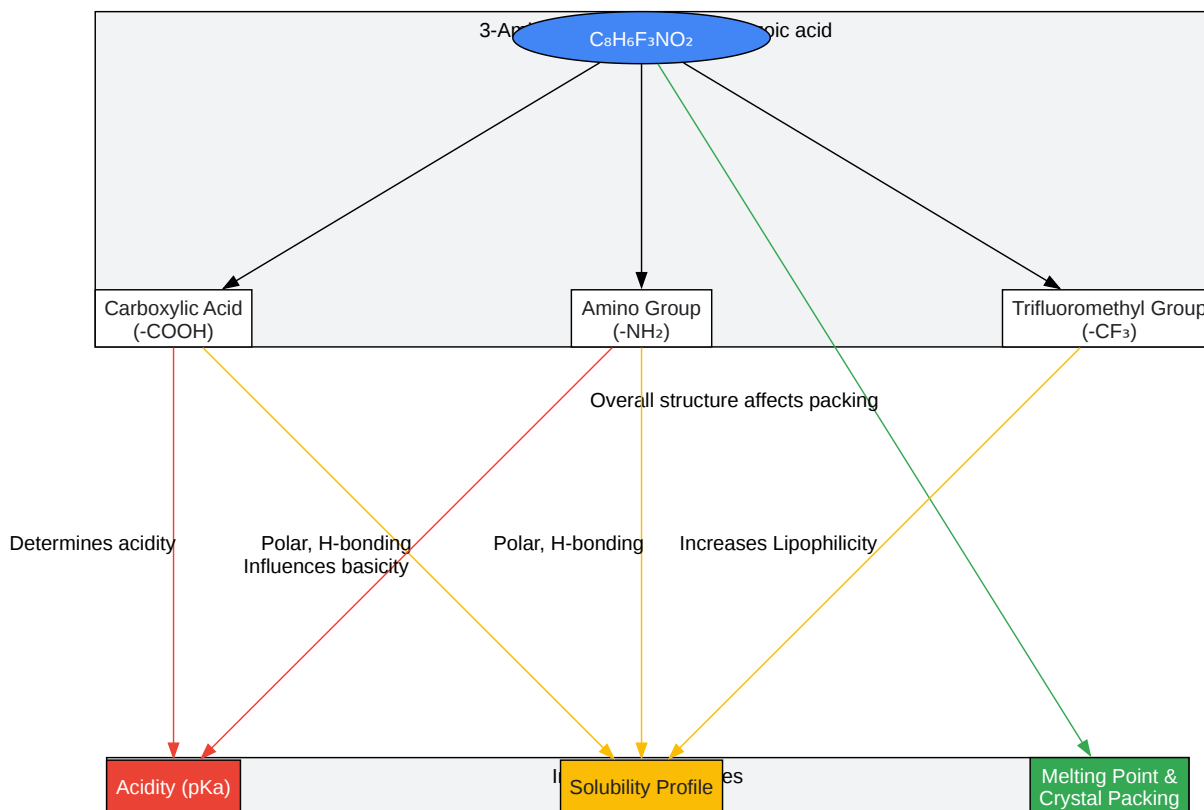 3-Ami
oic acid
C₈H₆F₃NO₂
Carboxylic Acid
(-COOH)
Amino Group
(-NH₂)
Trifluoromethyl Group
(-CF₃)
Overall structure affects packing
Determines acidity
Polar, H-bonding
Influences basicity
Polar, H-bonding
Increases Lipophilicity
Acidity (pKa)
Solubility Profile
Melting Point &
Crystal Packing